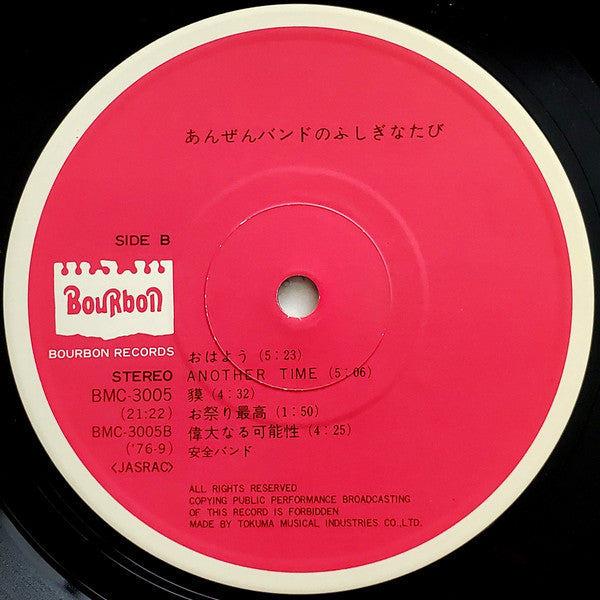 あんぜんバンドのふしぎなたび
SIDE B
BouRboN
BOURBON RECORDS
STEREO
BMC-3005
(21:22)
BMC-3005B
('76-9)
<JASRAC>
おはよう (5:23)
ANOTHER TIME (5:06)
獏 (4:32)
お祭り最高 (1:50)
偉大なる可能性 (4:25)
安全バンド
ALL RIGHTS RESERVED
COPYING PUBLIC PERFORMANCE BROADCASTING
OF THIS RECORD IS FORBIDDEN
MADE BY TOKUMA MUSICAL INDUSTRIES CO.,LTD.